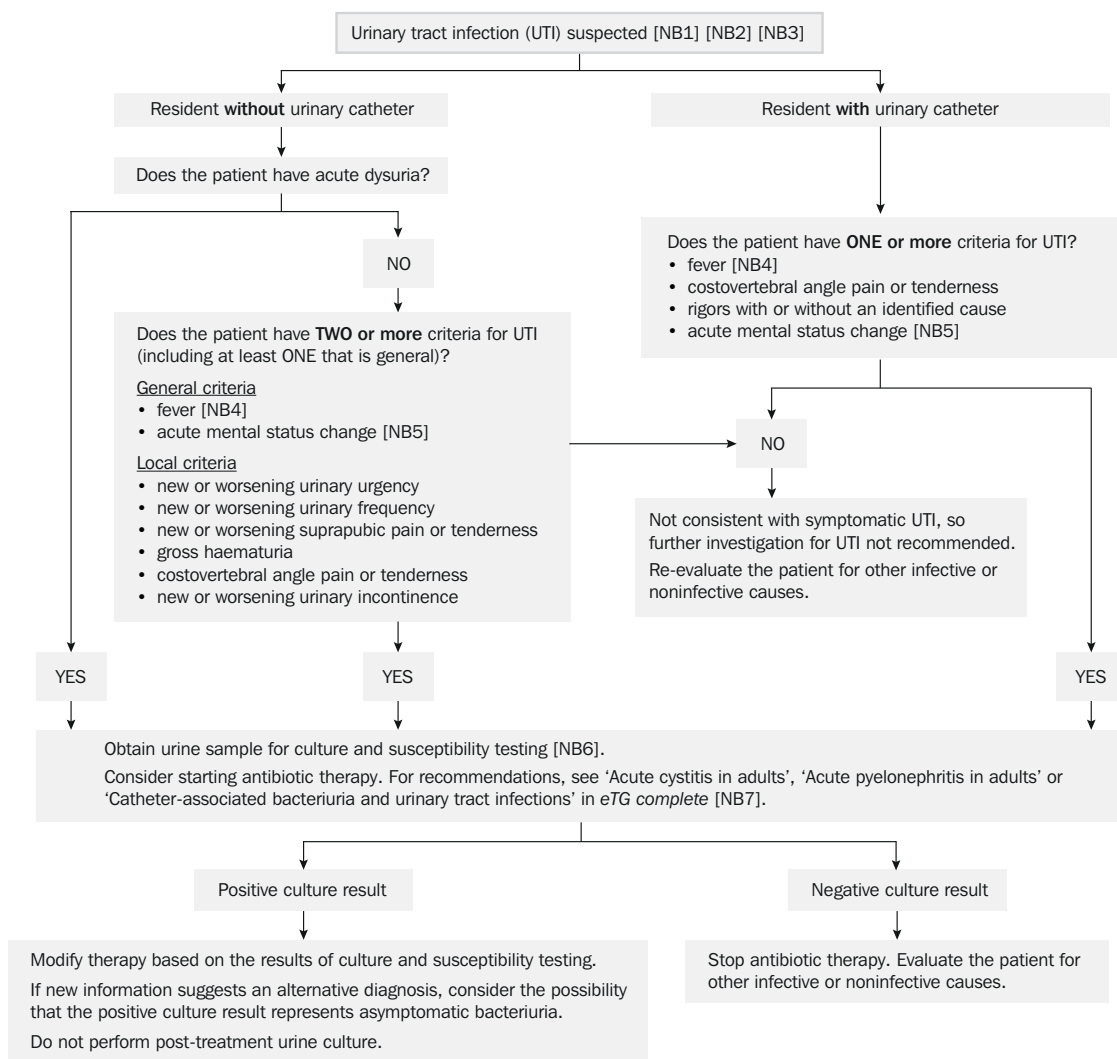 Urinary tract infection (UTI) suspected [NB1] [NB2] [NB3]
Resident without urinary catheter
Resident with urinary catheter
Does the patient have acute dysuria?
NO
Does the patient have TWO or more criteria for UTI
(including at least ONE that is general)?
General criteria
• fever [NB4]
• acute mental status change [NB5]
Local criteria
• new or worsening urinary urgency
• new or worsening urinary frequency
• new or worsening suprapubic pain or tenderness
• gross haematuria
• costovertebral angle pain or tenderness
• new or worsening urinary incontinence
Does the patient have ONE or more criteria for UTI?
• fever [NB4]
• costovertebral angle pain or tenderness
• rigors with or without an identified cause
• acute mental status change [NB5]
NO
Not consistent with symptomatic UTI, so
further investigation for UTI not recommended.
Re-evaluate the patient for other infective or
noninfective causes.
YES
YES
YES
Obtain urine sample for culture and susceptibility testing [NB6].
Consider starting antibiotic therapy. For recommendations, see ‘Acute cystitis in adults’, ‘Acute pyelonephritis in adults’ or
‘Catheter-associated bacteriuria and urinary tract infections’ in eTG complete [NB7].
Positive culture result
Negative culture result
Modify therapy based on the results of culture and susceptibility testing.
If new information suggests an alternative diagnosis, consider the possibility
that the positive culture result represents asymptomatic bacteriuria.
Do not perform post-treatment urine culture.
Stop antibiotic therapy. Evaluate the patient for
other infective or noninfective causes.